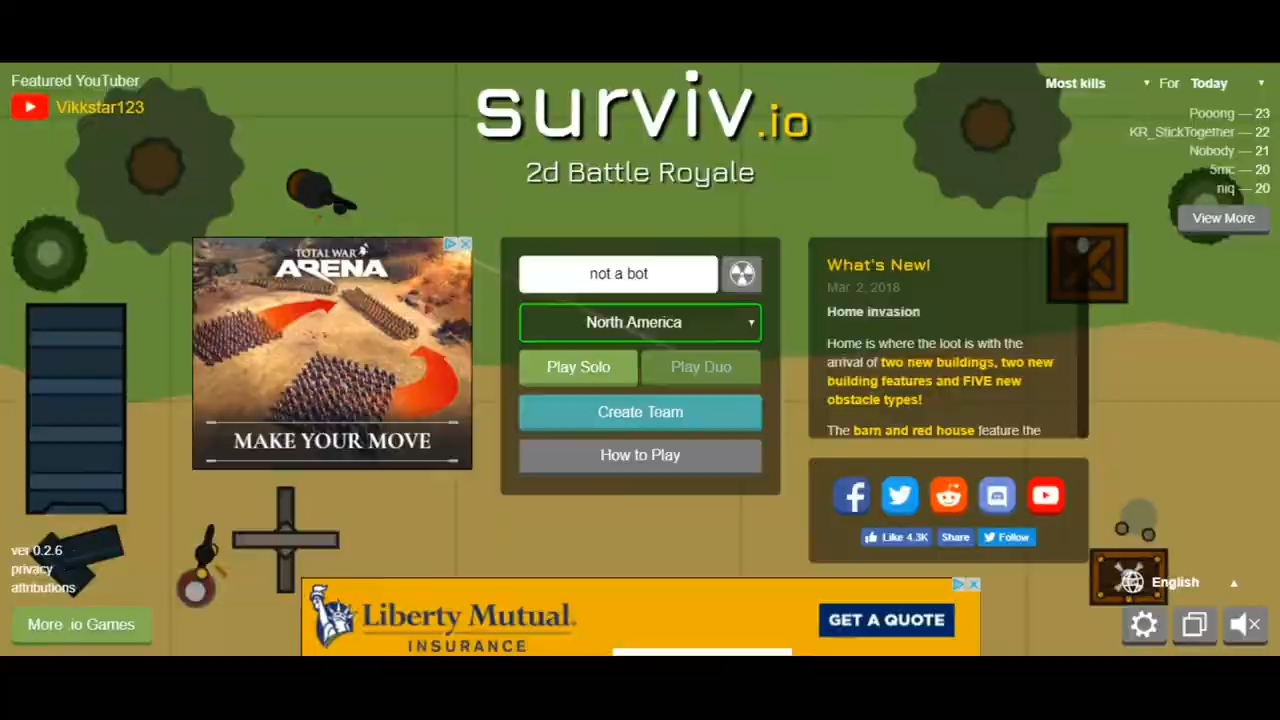 Featured YouTuber
Vikkstar123
surviv.io
2d Battle Royale
Most kills For Today
Pooong — 23
KR_StickTogether — 22
Nobody — 21
5mc — 20
niq — 20
View More
TOTAL WAR
ARENA
MAKE YOUR MOVE
not a bot
North America
Play Solo
Play Duo
Create Team
How to Play
What's New!
Mar. 2, 2018
Home invasion
Home is where the loot is with the
arrival of two new buildings, two new
building features and FIVE new
obstacle types!
The barn and red house feature the
Like 4.3K
Share
Follow
ver 0.2.6
privacy
attributions
More .io Games
English
Liberty Mutual.
INSURANCE
GET A QUOTE